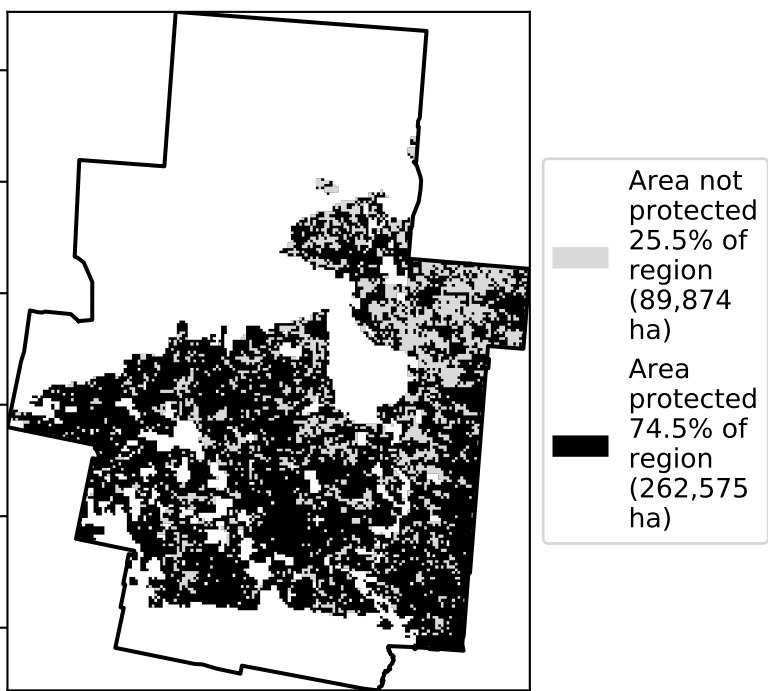 Area not
protected
25.5% of
region
(89,874
ha)
Area
protected
74.5% of
region
(262,575
ha)